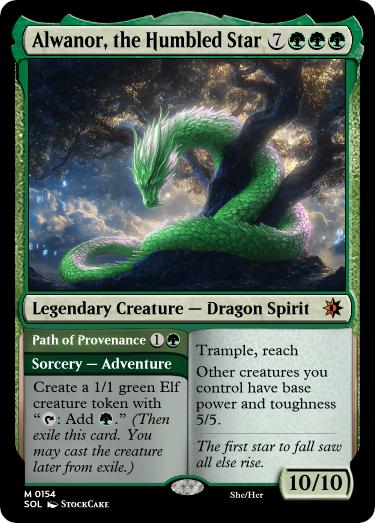 Alwanor, the Humbled Star 7
Legendary Creature — Dragon Spirit
Path of Provenance 1
Sorcery — Adventure
Create a 1/1 green Elf
creature token with
“: Add .” (Then
exile this card. You
may cast the creature
later from exile.)
Trample, reach
Other creatures you
control have base
power and toughness
5/5.
The first to fall saw
all else rise.
10/10
M 0154
SOL StockCake
She/Her